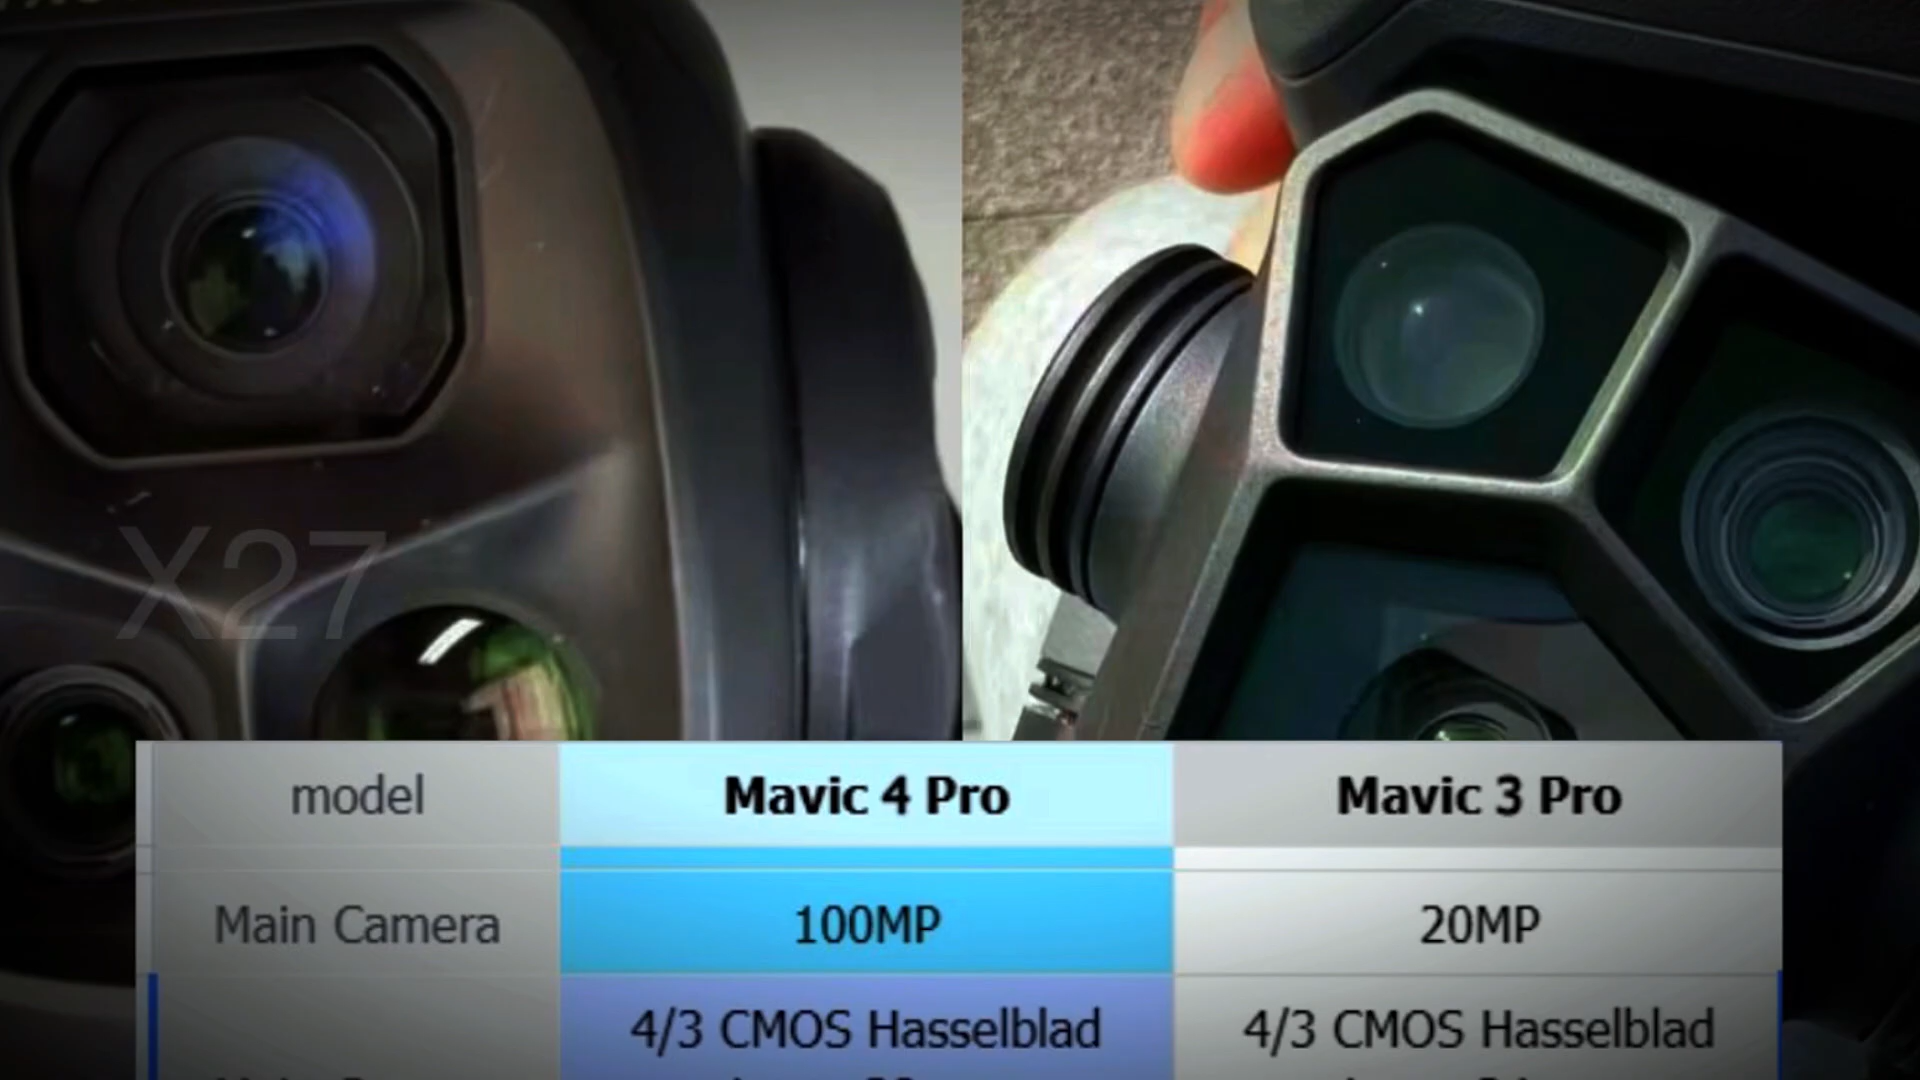 X27
model Mavic 4 Pro Mavic 3 Pro
Main Camera 100MP 20MP
4/3 CMOS Hasselblad 4/3 CMOS Hasselblad